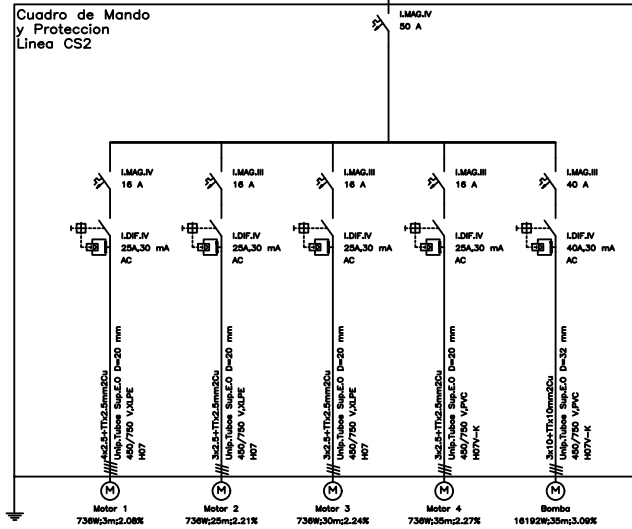 Cuadro de Mando
y Proteccion
Linea CS2
I.MAG.IV
50 A
I.MAG.IV
16 A
I.MAG.III
16 A
I.MAG.III
16 A
I.MAG.III
16 A
I.MAG.III
40 A
I.DIF.IV
25A,30 mA
AC
I.DIF.IV
25A,30 mA
AC
I.DIF.IV
25A,30 mA
AC
I.DIF.IV
25A,30 mA
AC
I.DIF.IV
40A,30 mA
AC
4x2.5+TTx2.5mm2Cu
Unip.Tubos Sup.E.O D=20 mm
450/750 V,XLPE
H07
3x2.5+TTx2.5mm2Cu
Unip.Tubos Sup.E.O D=20 mm
450/750 V,XLPE
H07
3x2.5+TTx2.5mm2Cu
Unip.Tubos Sup.E.O D=20 mm
450/750 V,XLPE
H07
3x2.5+TTx2.5mm2Cu
Unip.Tubos Sup.E.O D=20 mm
450/750 V,PVC
H07V-K
3x10+TTx10mm2Cu
Unip.Tubos Sup.E.O D=32 mm
450/750 V,PVC
H07V-K
M
M
M
M
M
Motor 1
736W;3m;2.08%
Motor 2
736W;25m;2.21%
Motor 3
736W;30m;2.24%
Motor 4
736W;35m;2.27%
Bomba
16192W;35m;3.09%